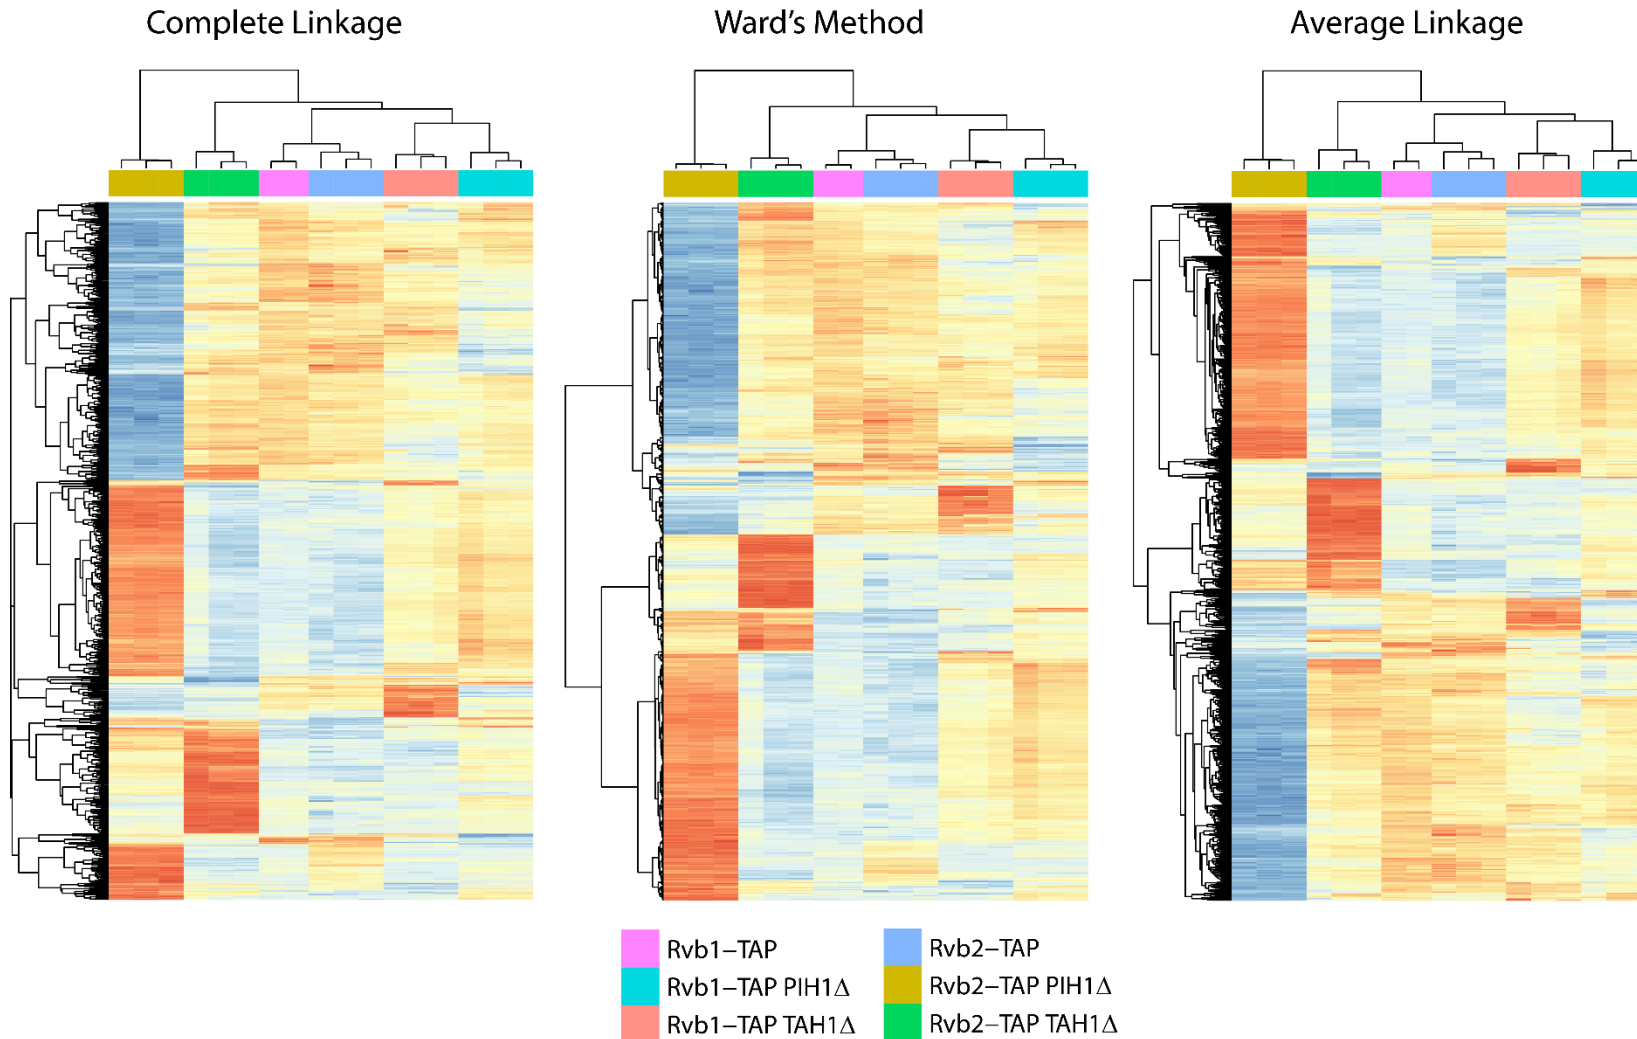 Complete Linkage
Ward's Method
Average Linkage
Rvb1−TAP
Rvb1−TAP PIH1Δ
Rvb1−TAP TAH1Δ
Rvb2−TAP
Rvb2−TAP PIH1Δ
Rvb2−TAP TAH1Δ